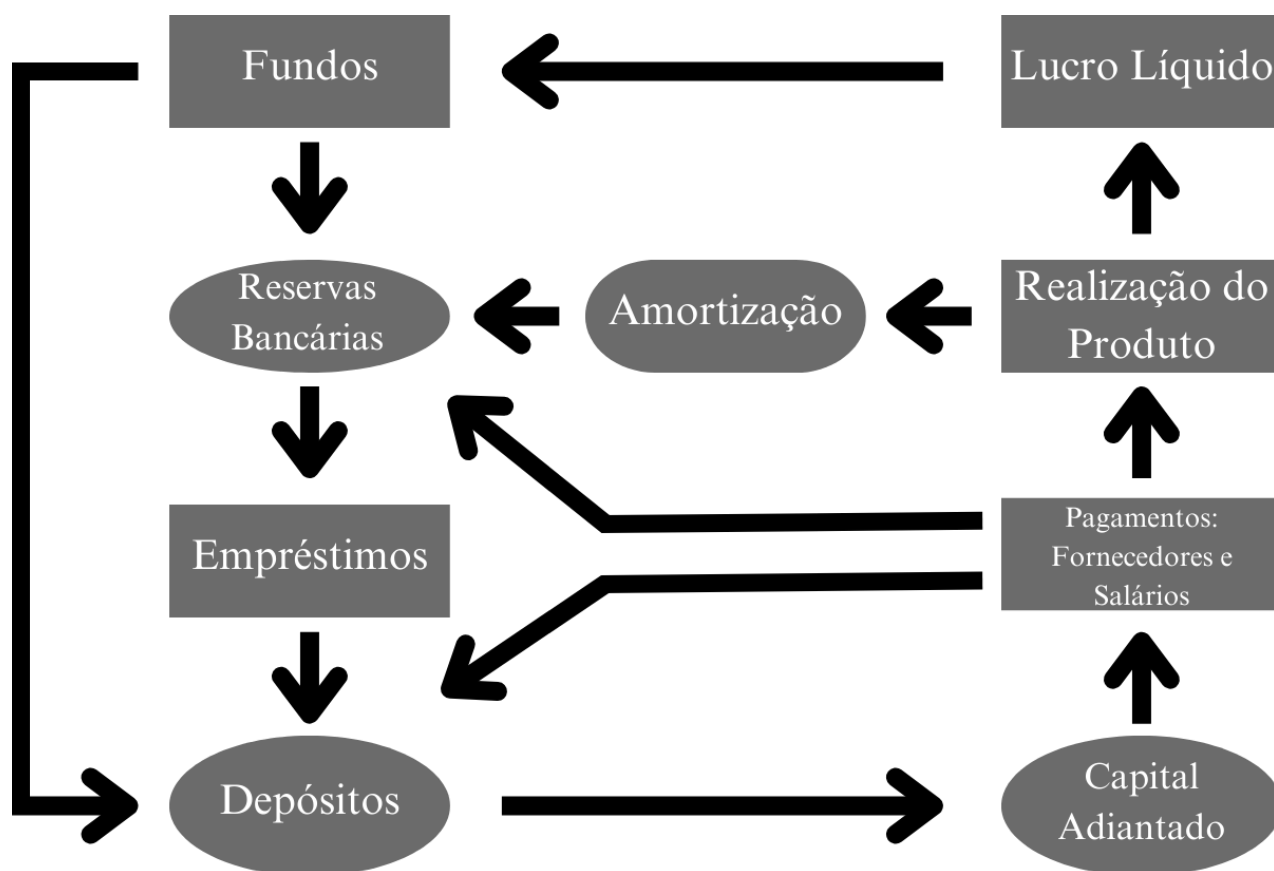 Fundos
Lucro Líquido
Reservas
Bancárias
Amortização
Realização do
Produto
Empréstimos
Pagamentos:
Fornecedores e
Salários
Depósitos
Capital
Adiantado